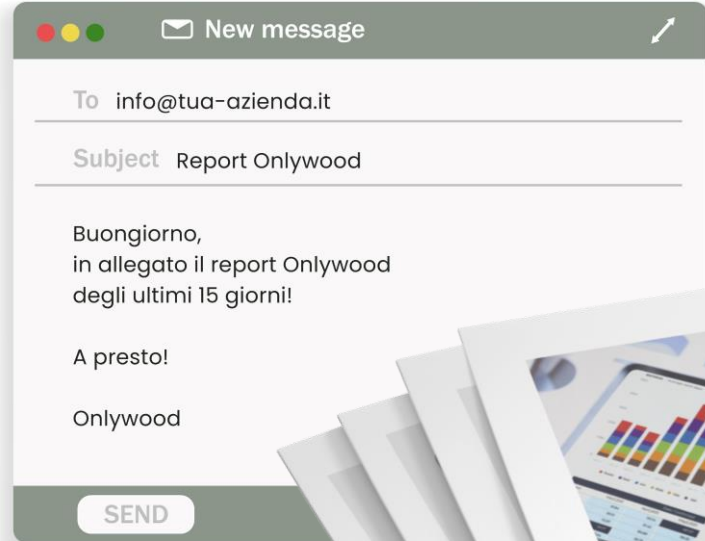 New message
To info@tua-azienda.it
Subject Report Onlywood
Buongiorno,
in allegato il report Onlywood
degli ultimi 15 giorni!
A presto!
Onlywood
SEND